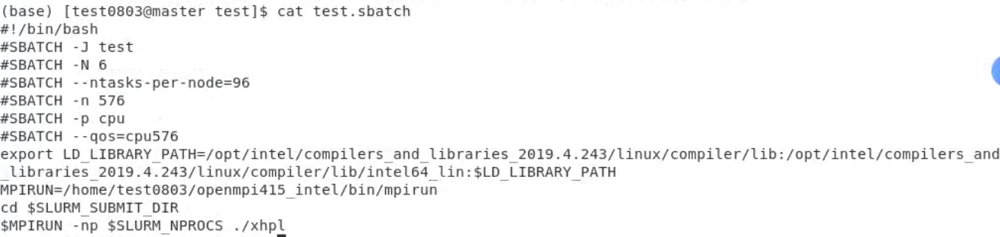 (base) [test0803@master test]$ cat test.sbatch
#!/bin/bash
#SBATCH -J test
#SBATCH -N 6
#SBATCH --ntasks-per-node=96
#SBATCH -n 576
#SBATCH -p cpu
#SBATCH --qos=cpu576
export LD_LIBRARY_PATH=/opt/intel/compilers_and_libraries_2019.4.243/linux/compiler/lib:/opt/intel/compilers_and
_libraries_2019.4.243/linux/compiler/lib/intel64_lin:$LD_LIBRARY_PATH
MPIRUN=/home/test0803/openmpi415_intel/bin/mpirun
cd $SLURM_SUBMIT_DIR
$MPIRUN -np $SLURM_NPROCS ./xhpl